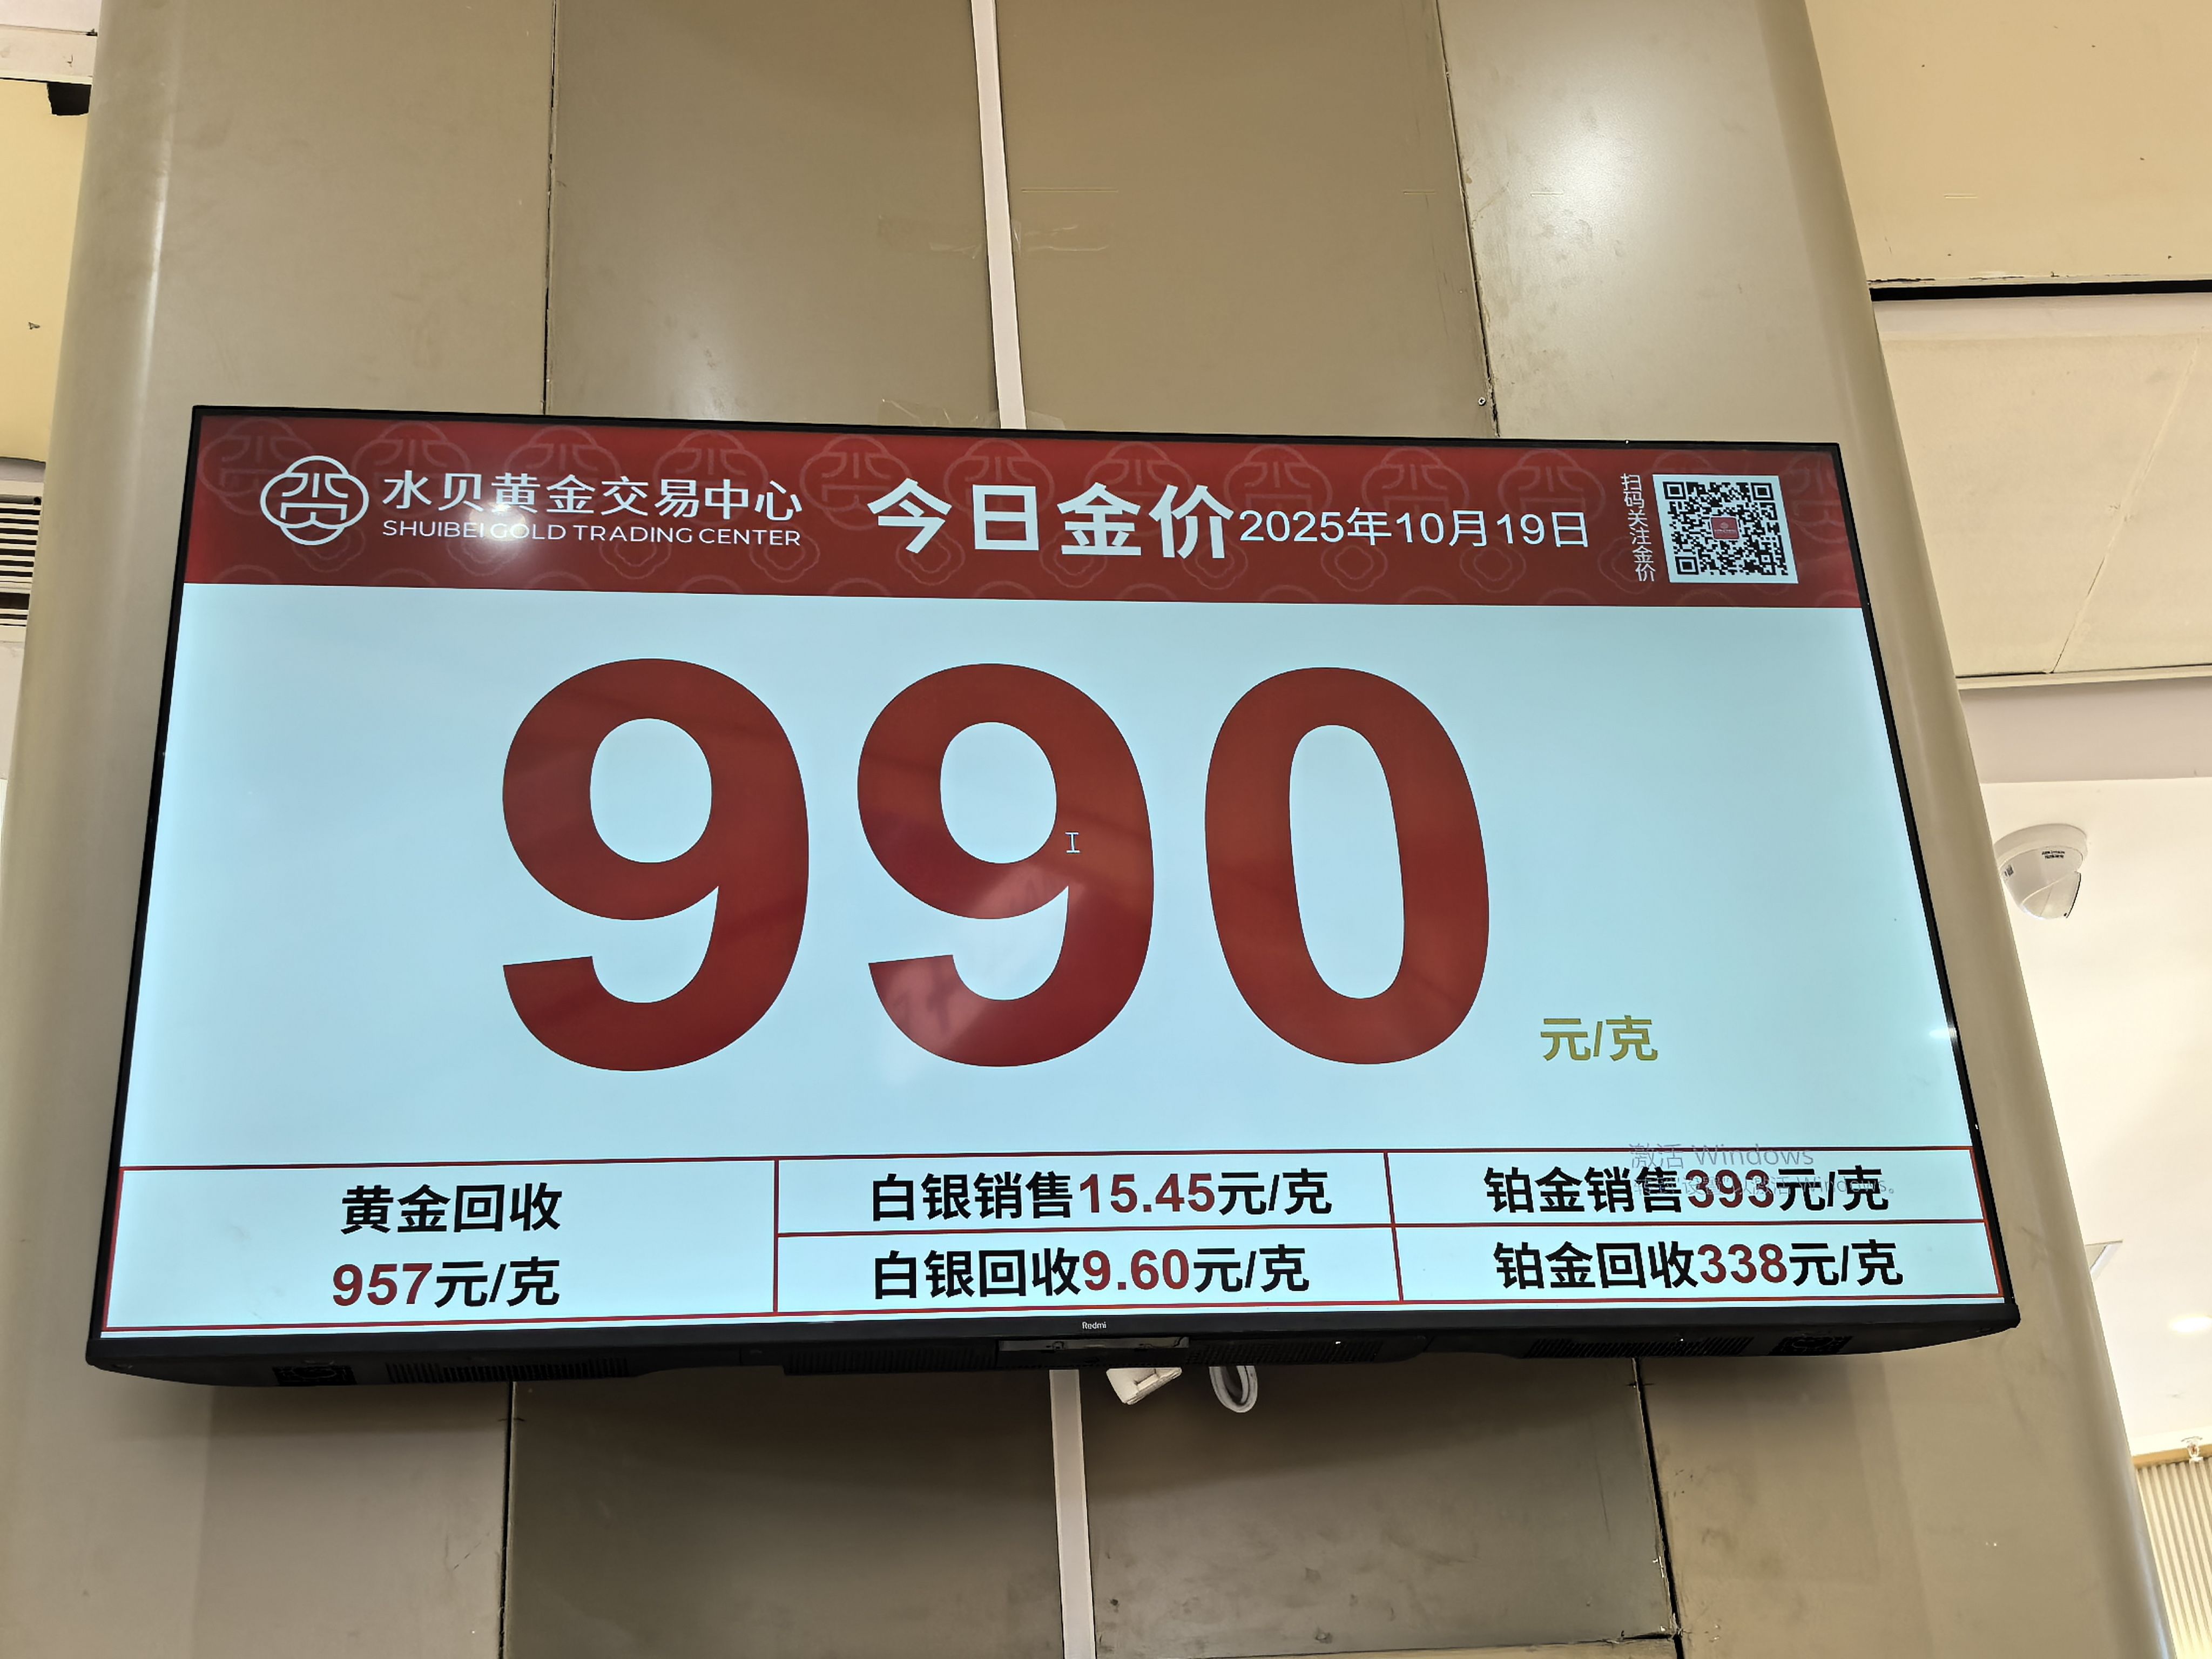 水贝黄金交易中心
SHUIBEI GOLD TRADING CENTER
今日金价2025年10月19日
扫码关注金价
990
元/克
黄金回收
957元/克
白银销售15.45元/克
白银回收9.60元/克
激活 Windows
铂金销售393元/克
铂金回收338元/克
Redmi